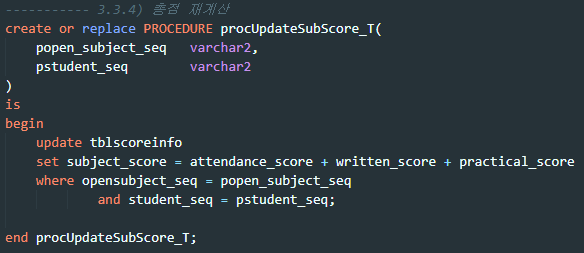 ----------- 3.3.4) 총점 재계산
create or replace PROCEDURE procUpdateSubScore_T(
    popen_subject_seq   varchar2,
    pstudent_seq        varchar2
)
is
begin
    update tblscoreinfo
    set subject_score = attendance_score + written_score + practical_score
    where opensubject_seq = popen_subject_seq
            and student_seq = pstudent_seq;

end procUpdateSubScore_T;